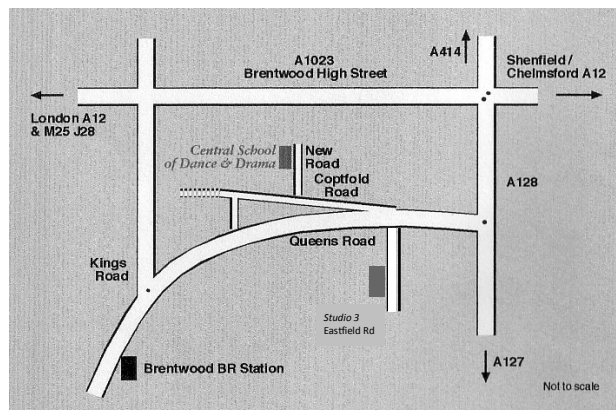 A414
A1023
Brentwood High Street
Shenfield /
Chelmsford A12
London A12
& M25 J28
Central School
of Dance & Drama
New
Road
Coptfold
Road
A128
Queens Road
Kings
Road
Studio 3
Eastfield Rd
Brentwood BR Station
A127
Not to scale